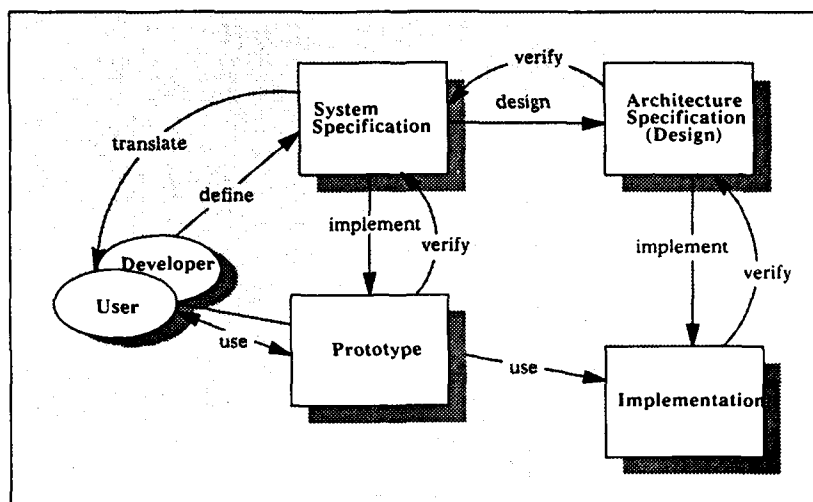 verify
System
Specification
design
Architecture
Specification
(Design)
translate
define
implement
verify
implement
verify
Developer
User
use
Prototype
use
Implementation